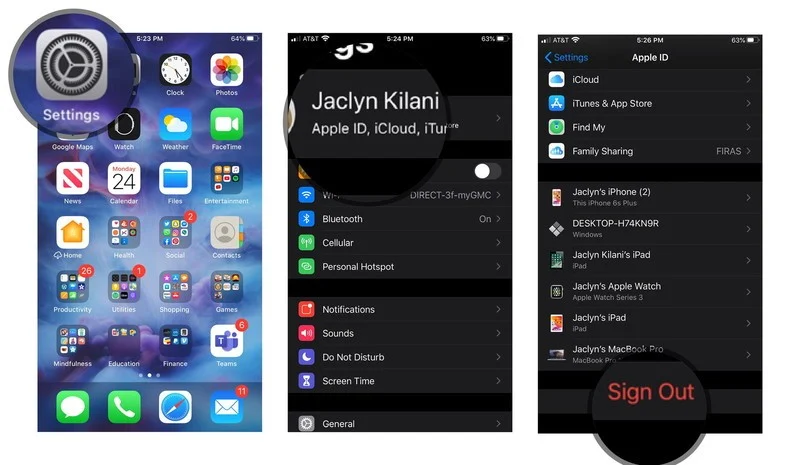 5:23 PM
64%
Settings
Clock
Photos
Google Maps
Watch
Weather
FaceTime
Monday
24
News
Calendar
Files
Entertainment
2
Home
Health
Social
Contacts
26
1
Productivity
Utilities
Shopping
Games
6
Mindfulness
Education
Finance
Teams
11
AT&T
5:24 PM
63%
Jaclyn Kilani
Apple ID, iCloud, iTu
ore
DIRECT-3f-myGMC
Bluetooth
On
Cellular
Personal Hotspot
Notifications
Sounds
Do Not Disturb
Screen Time
General
AT&T
5:26 PM
63%
Settings
Apple ID
iCloud
iTunes & App Store
Find My
Family Sharing
FIRAS
Jaclyn's iPhone (2)
This iPhone 6s Plus
DESKTOP-H74KN9R
Windows
Jaclyn Kilani's iPad
iPad
Jaclyn's Apple Watch
Apple Watch Series 3
Jaclyn's iPad
iPad
Jaclyn's MacBook Pro
MacBook Pro
Sign Out